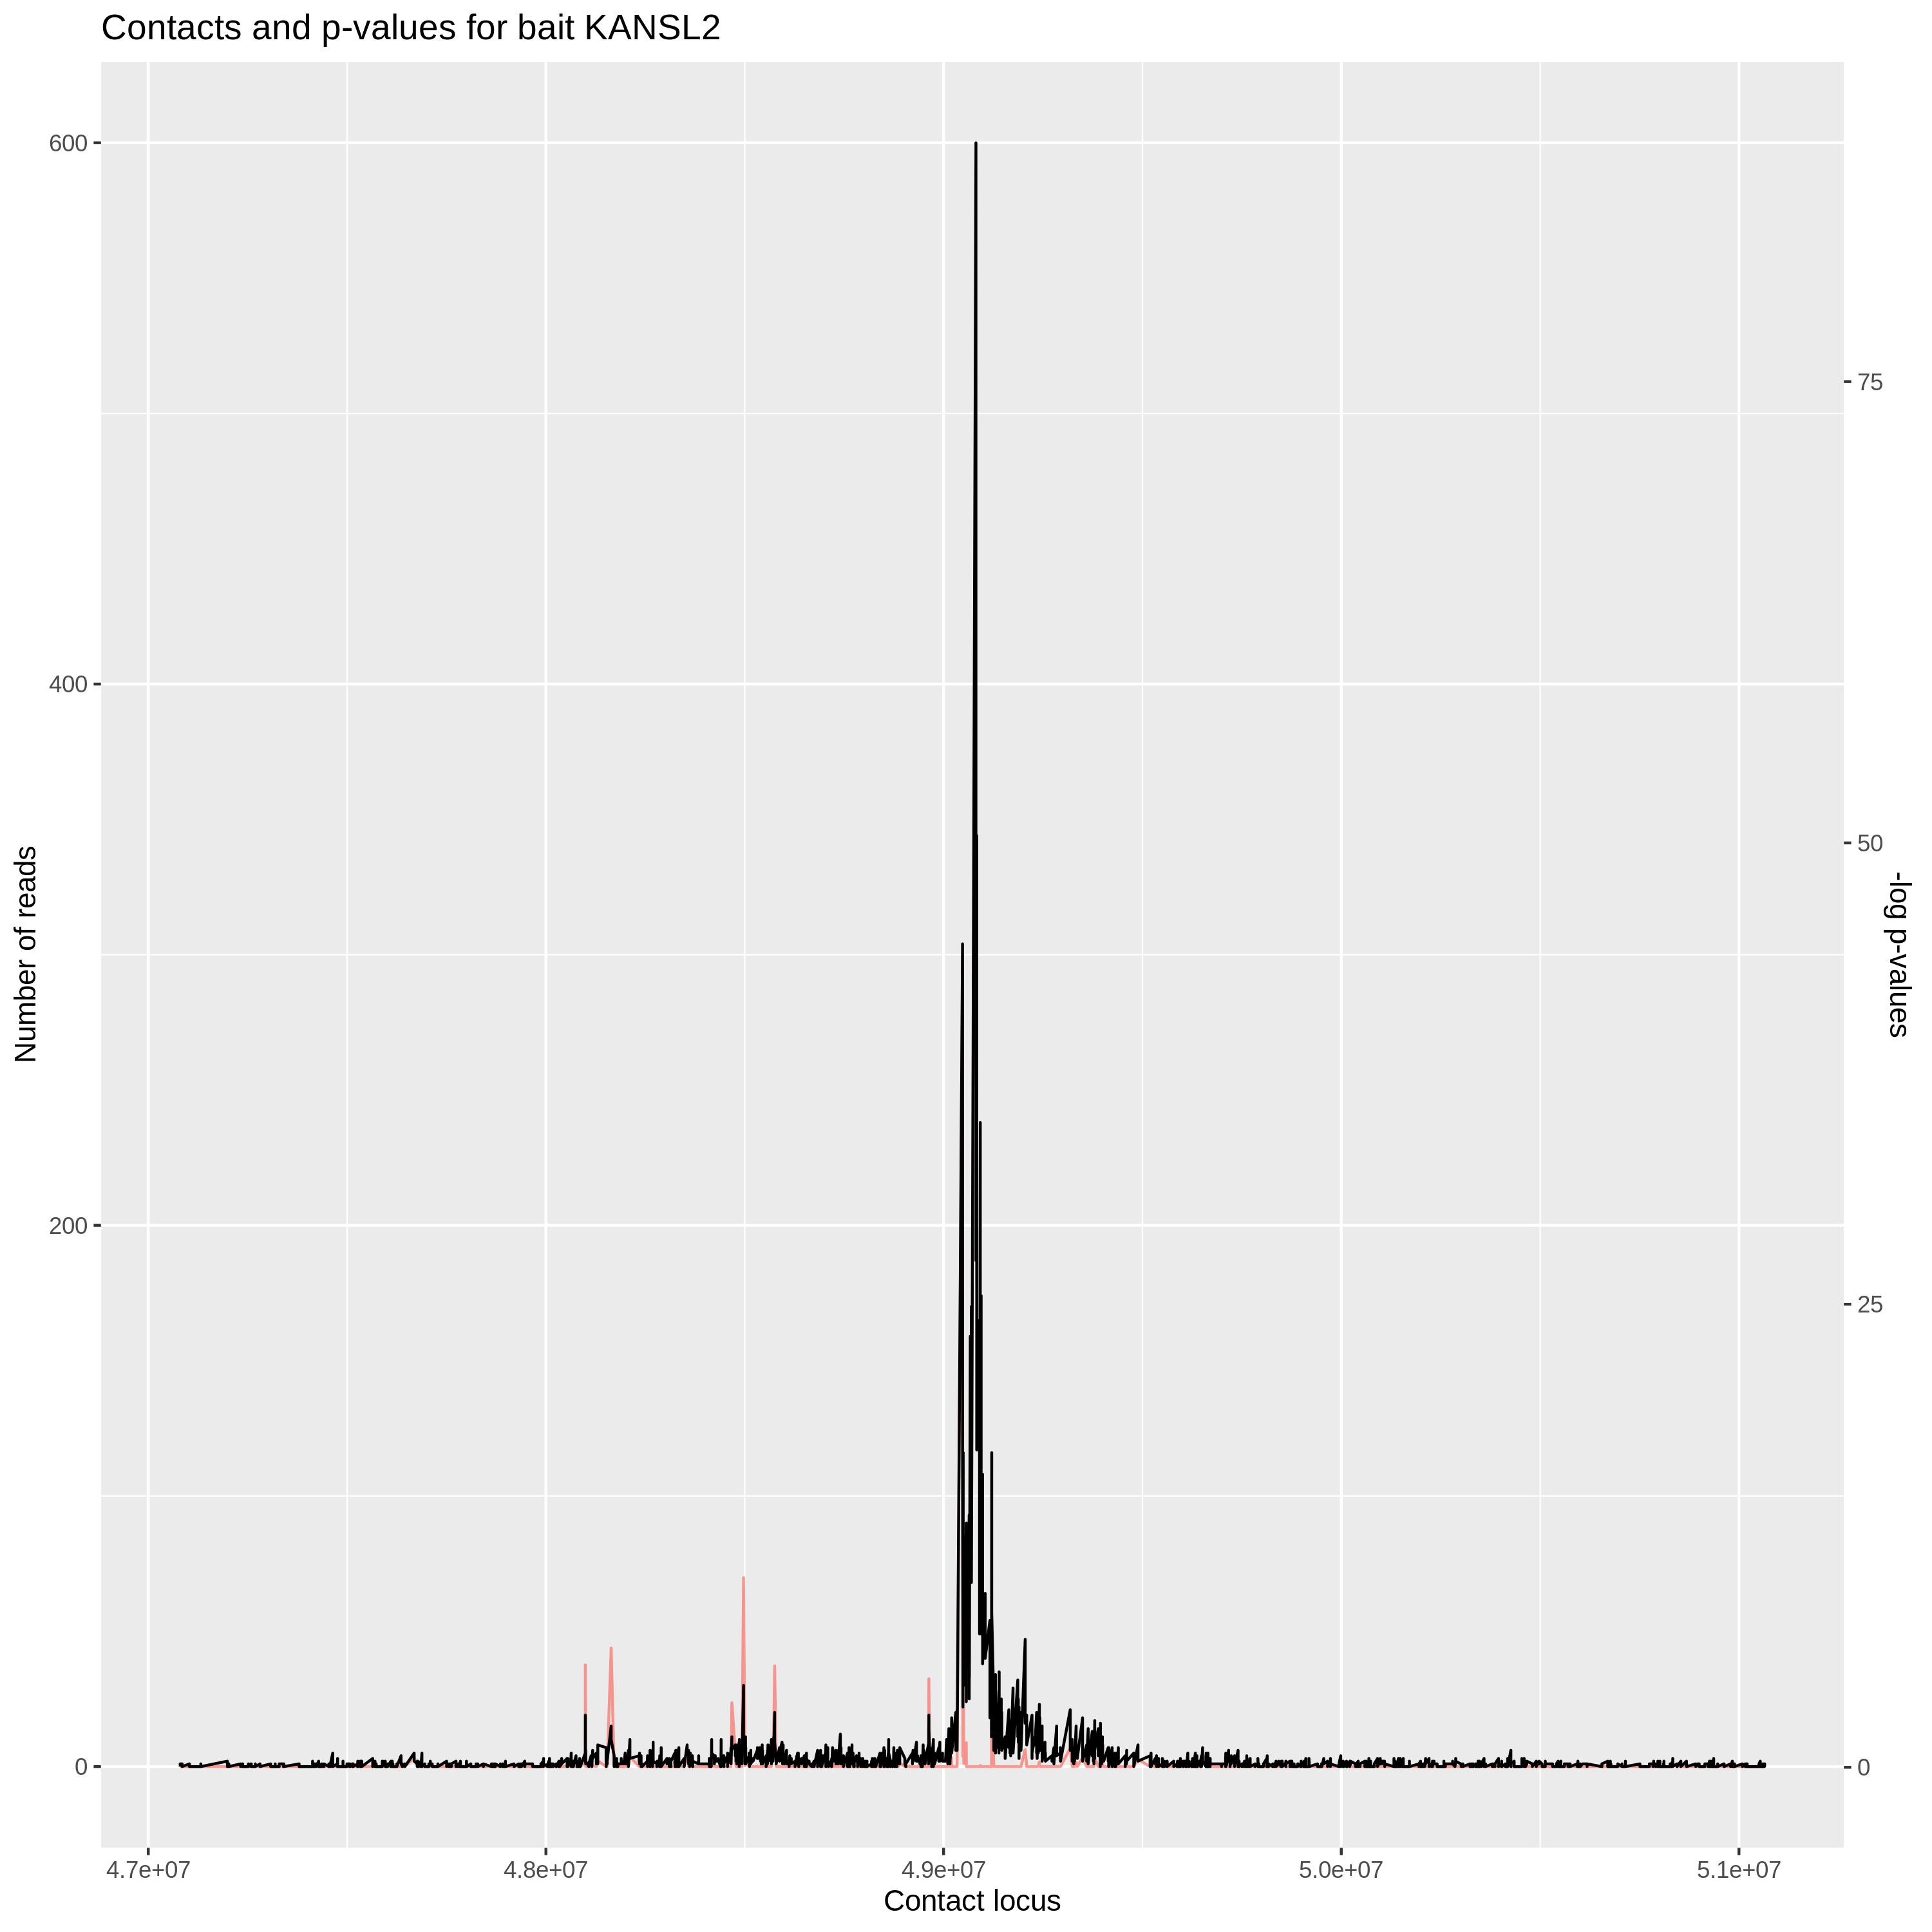 Contacts and p-values for bait KANSL2
600
400
200
0
Number of reads
75
50
25
0
-log p-values
4.7e+07
4.8e+07
4.9e+07
5.0e+07
5.1e+07
Contact locus